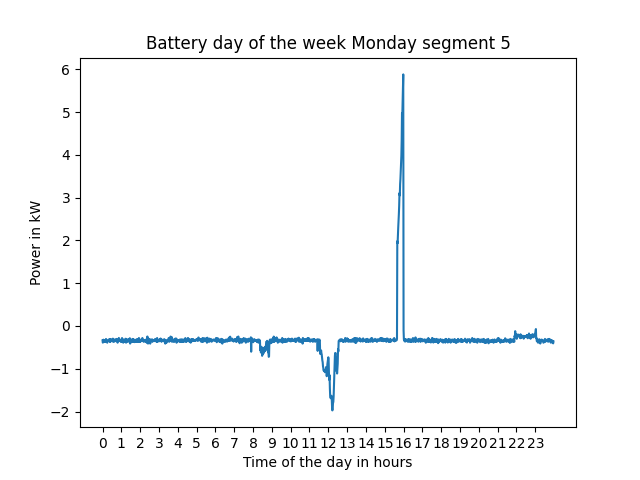 Battery day of the week Monday segment 5
Power in kW
6
5
4
3
2
1
0
−1
−2
0 1 2 3 4 5 6 7 8 9 10 11 12 13 14 15 16 17 18 19 20 21 22 23
Time of the day in hours